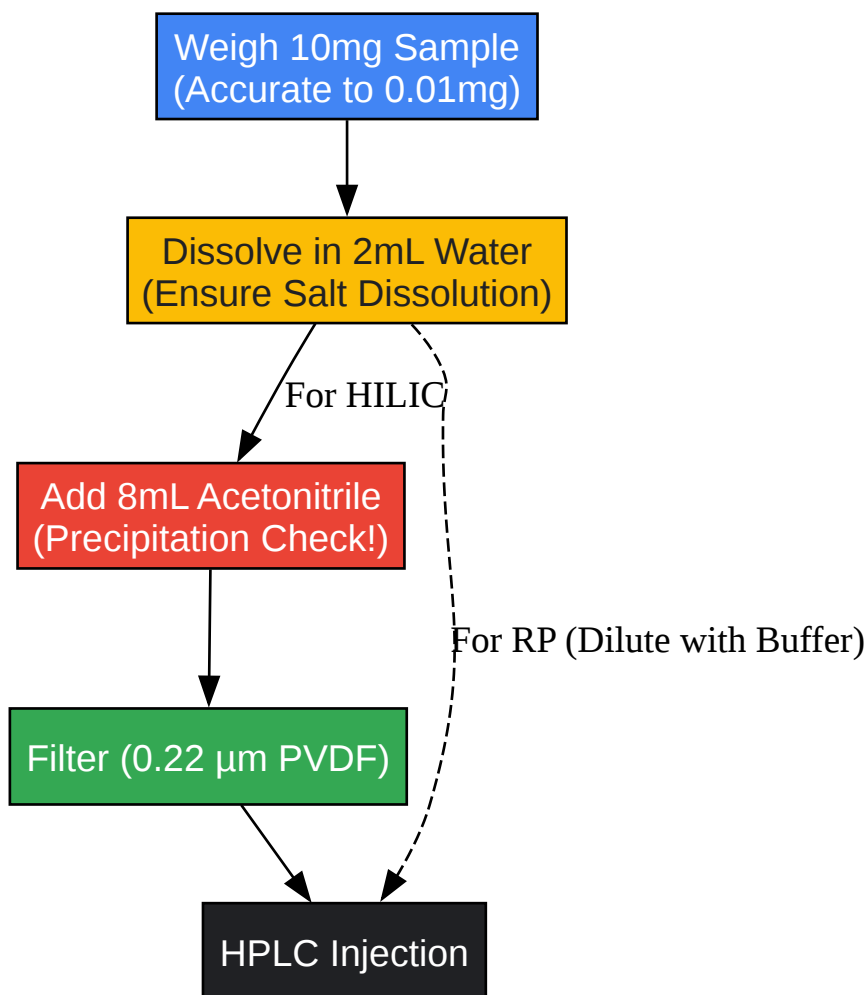 Weigh 10mg Sample
(Accurate to 0.01mg)
Dissolve in 2mL Water
(Ensure Salt Dissolution)
For HILIC
Add 8mL Acetonitrile
(Precipitation Check!)
For RP (Dilute with Buffer)
Filter (0.22 µm PVDF)
HPLC Injection